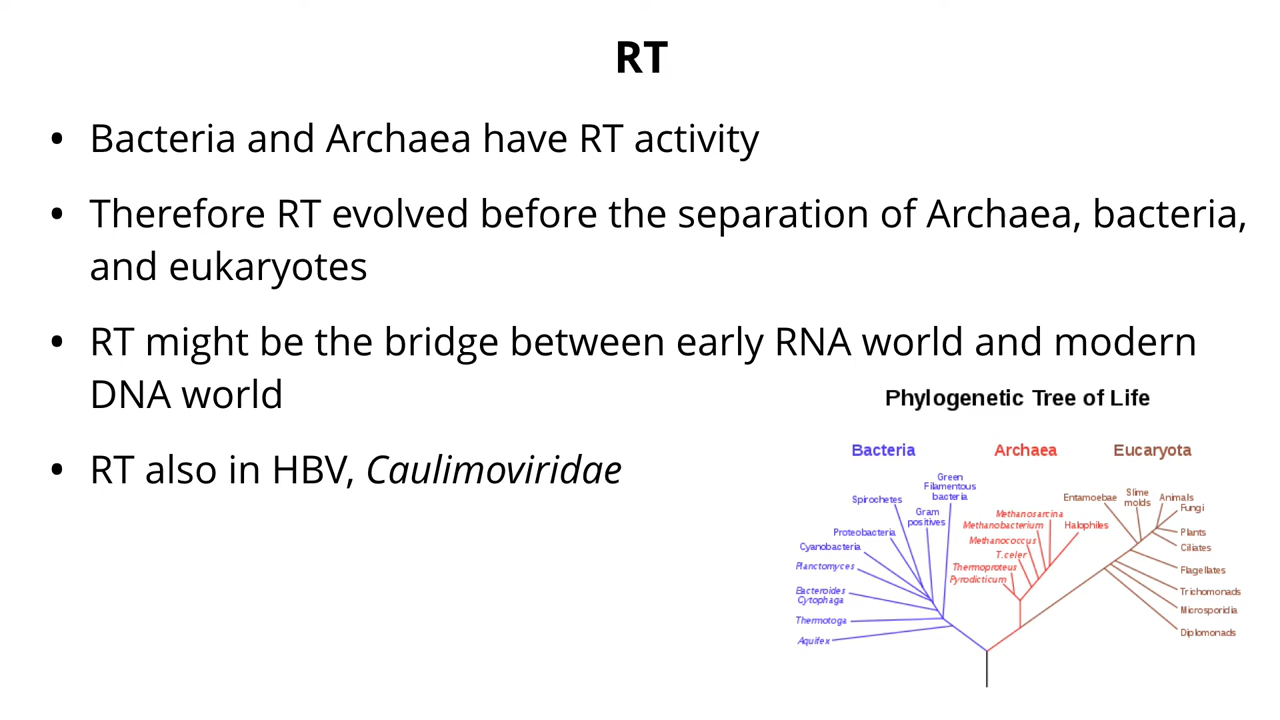 RT
• Bacteria and Archaea have RT activity
• Therefore RT evolved before the separation of Archaea, bacteria,
and eukaryotes
• RT might be the bridge between early RNA world and modern
DNA world
• RT also in HBV, Caulimoviridae
Phylogenetic Tree of Life
Bacteria
Archaea
Eucaryota
Green
Filamentous
bacteria
Spirochetes
Gram
positives
Proteobacteria
Cyanobacteria
Planctomyces
Bacteroides
Cytophaga
Thermotoga
Aquifex
Methanosarcina
Methanobacterium
Halophiles
Methanococcus
T.celer
Thermoproteus
Pyrodicticum
Entamoebae
Slime
molds
Animals
Fungi
Plants
Ciliates
Flagellates
Trichomonads
Microsporidia
Diplomonads